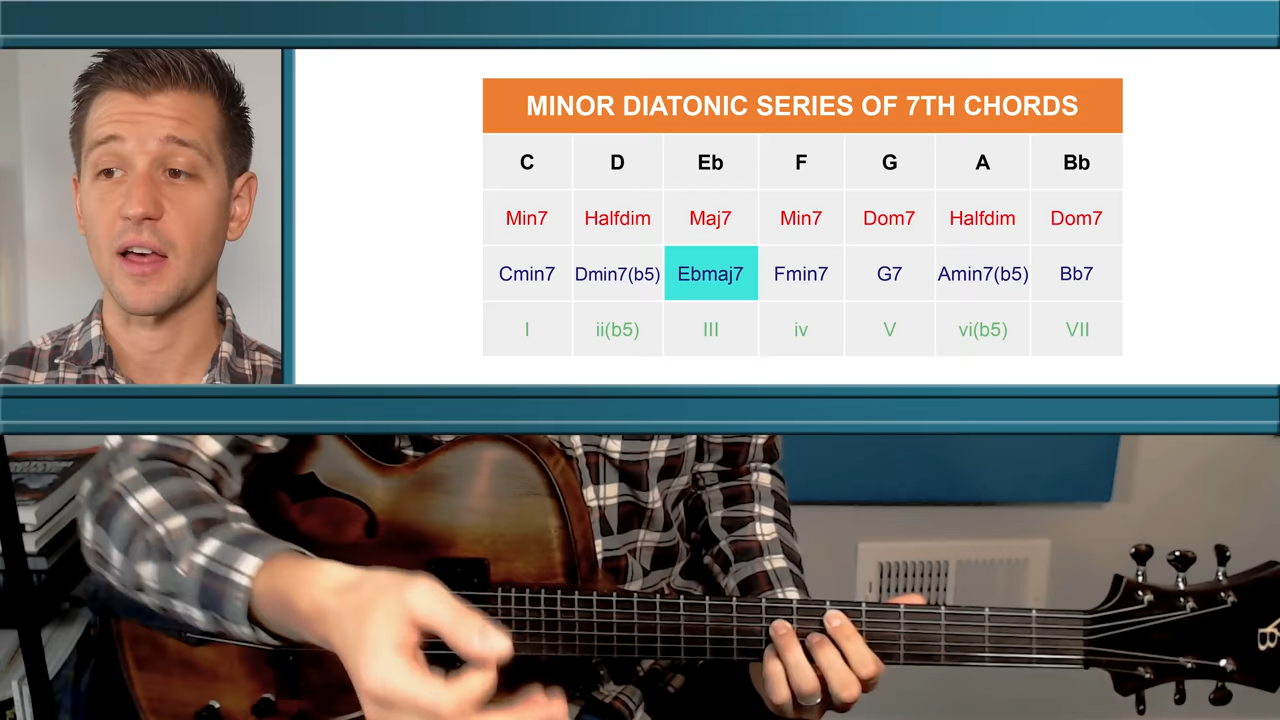 MINOR DIATONIC SERIES OF 7TH CHORDS
C D Eb F G A Bb
Min7 Halfdim Maj7 Min7 Dom7 Halfdim Dom7
Cmin7 Dmin7(b5) Ebmaj7 Fmin7 G7 Amin7(b5) Bb7
I ii(b5) III iv V vi(b5) VII
B